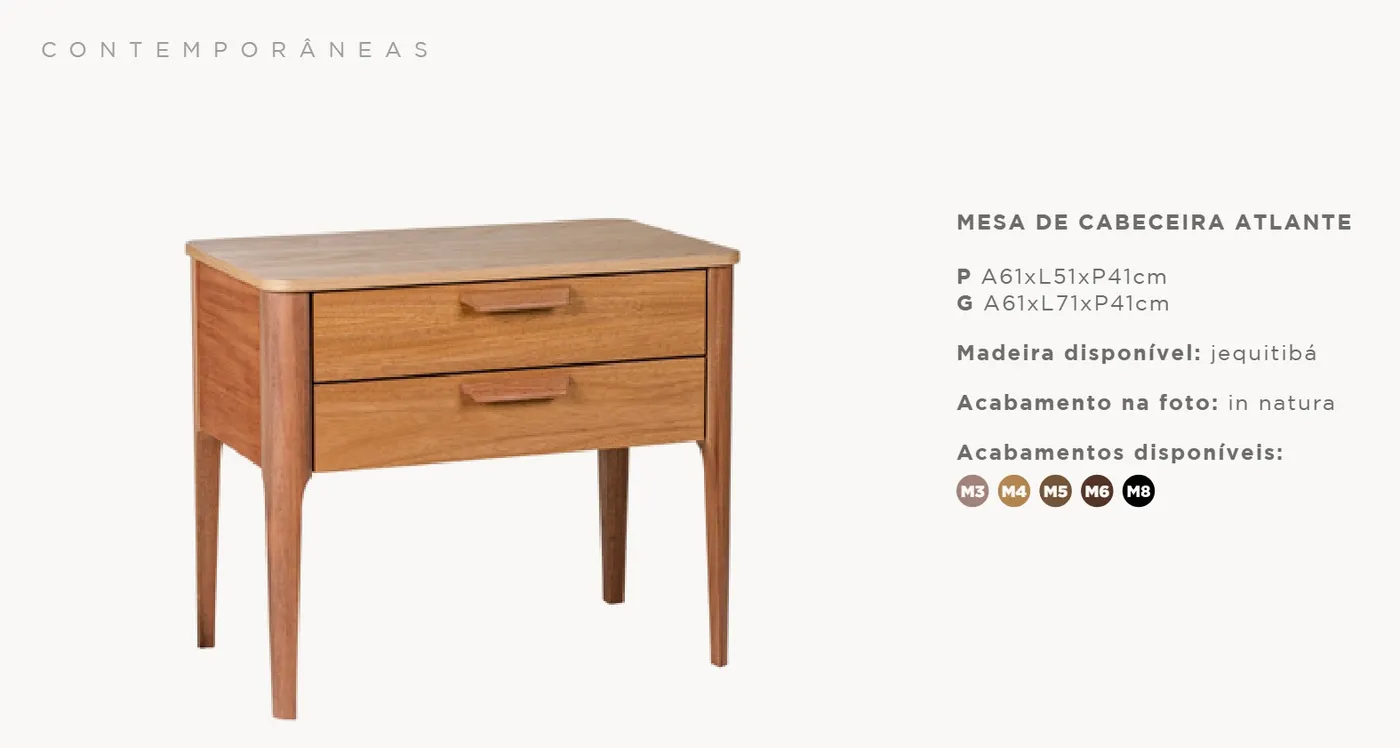 CONTEMPORÂNEAS
MESA DE CABECEIRA ATLANTE
P A61xL51xP41cm
G A61xL71xP41cm
Madeira disponível: jequitibá
Acabamento na foto: in natura
Acabamentos disponíveis:
M3 M4 M5 M6 M8